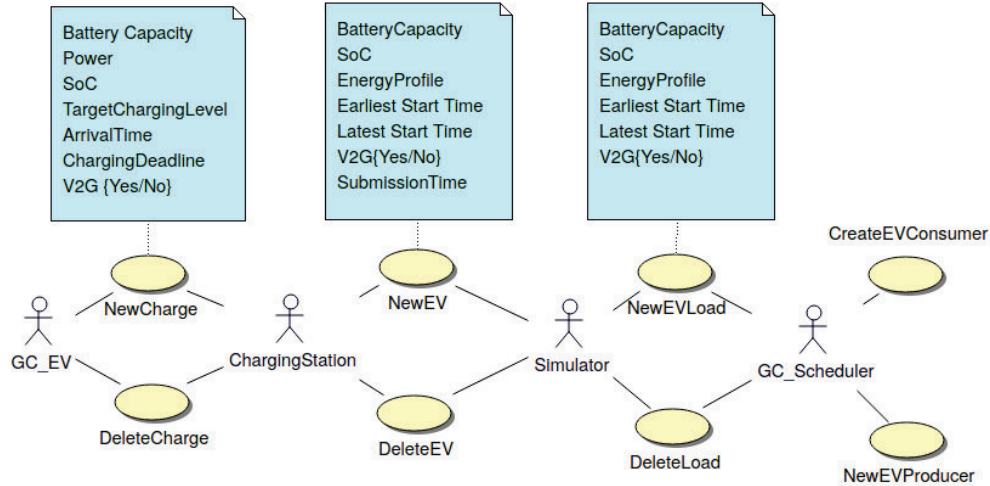 Battery Capacity
Power
SoC
TargetChargingLevel
ArrivalTime
ChargingDeadline
V2G {Yes/No}
BatteryCapacity
SoC
EnergyProfile
Earliest Start Time
Latest Start Time
V2G{Yes/No}
SubmissionTime
BatteryCapacity
SoC
EnergyProfile
Earliest Start Time
Latest Start Time
V2G{Yes/No}
CreateEVConsumer
NewCharge
NewEV
NewEVLoad
GC_EV
ChargingStation
Simulator
GC_Scheduler
DeleteCharge
DeleteEV
DeleteLoad
NewEVProducer